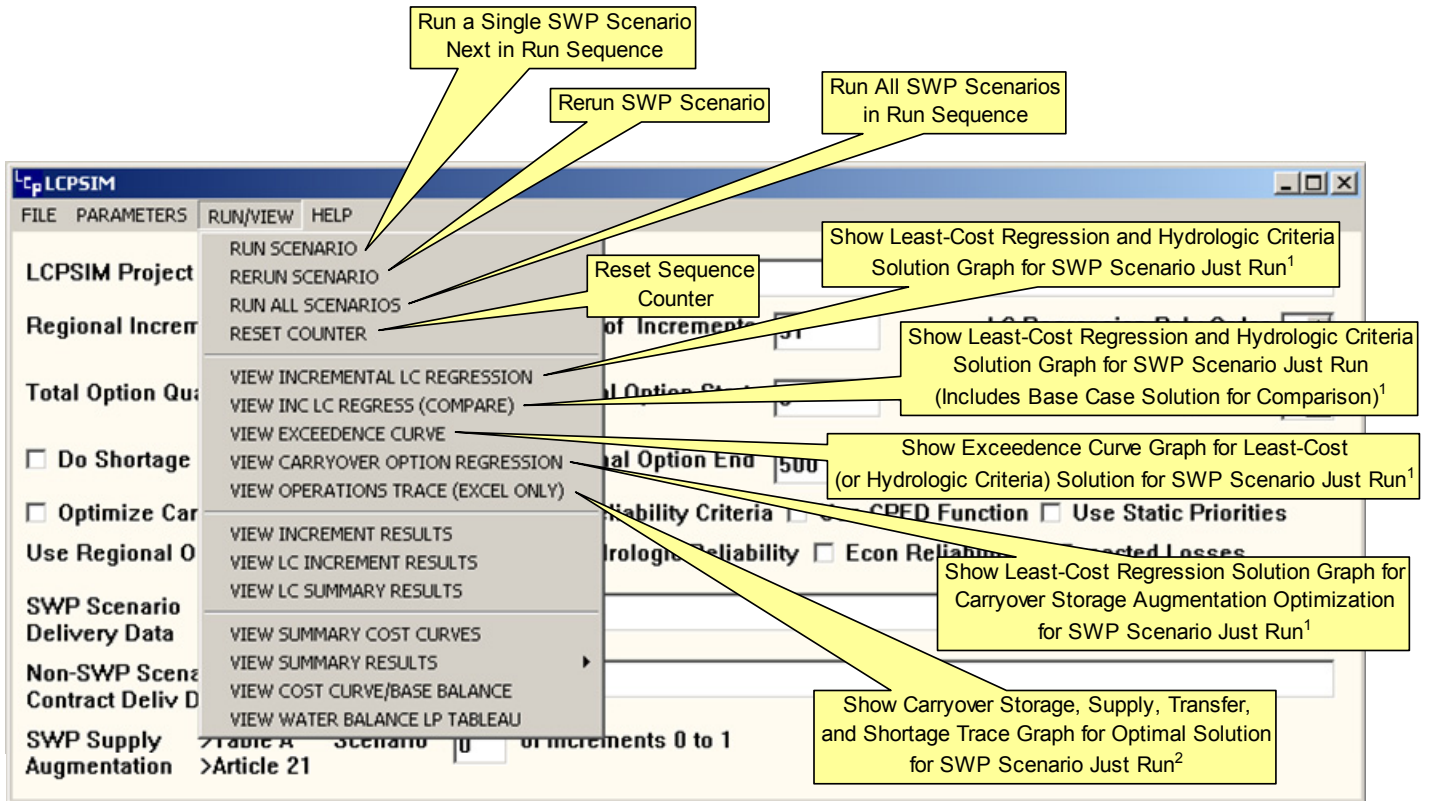 Run a Single SWP Scenario
Next in Run Sequence
Rerun SWP Scenario
Run All SWP Scenarios
in Run Sequence
LCPSIM
FILE PARAMETERS RUN/VIEW HELP
RUN SCENARIO
RERUN SCENARIO
RUN ALL SCENARIOS
RESET COUNTER
VIEW INCREMENTAL LC REGRESSION
VIEW INC LC REGRESS (COMPARE)
VIEW EXCEEDENCE CURVE
VIEW CARRYOVER OPTION REGRESSION
VIEW OPERATIONS TRACE (EXCEL ONLY)
VIEW INCREMENT RESULTS
VIEW LC INCREMENT RESULTS
VIEW LC SUMMARY RESULTS
VIEW SUMMARY COST CURVES
VIEW SUMMARY RESULTS
VIEW COST CURVE/BASE BALANCE
VIEW WATER BALANCE LP TABLEAU
Reset Sequence
Counter
Show Least-Cost Regression and Hydrologic Criteria
Solution Graph for SWP Scenario Just Run1
Show Least-Cost Regression and Hydrologic Criteria
Solution Graph for SWP Scenario Just Run
(Includes Base Case Solution for Comparison)1
Show Exceedence Curve Graph for Least-Cost
(or Hydrologic Criteria) Solution for SWP Scenario Just Run1
Show Least-Cost Regression Solution Graph for
Carryover Storage Augmentation Optimization
for SWP Scenario Just Run1
Show Carryover Storage, Supply, Transfer,
and Shortage Trace Graph for Optimal Solution
for SWP Scenario Just Run2
LCPSIM Project
Regional Increm of Increments
Total Option Qua Option Start
Do Shortage nal Option End 500
Optimize Car Criteria CPED Function Use Static Priorities
Use Regional O Econ
SWP Scenario
Delivery Data
Non-SWP Scena
Contract Deliv D
SWP Supply >Table A Scenario 0 of Increments 0 to 1
Augmentation >Article 21